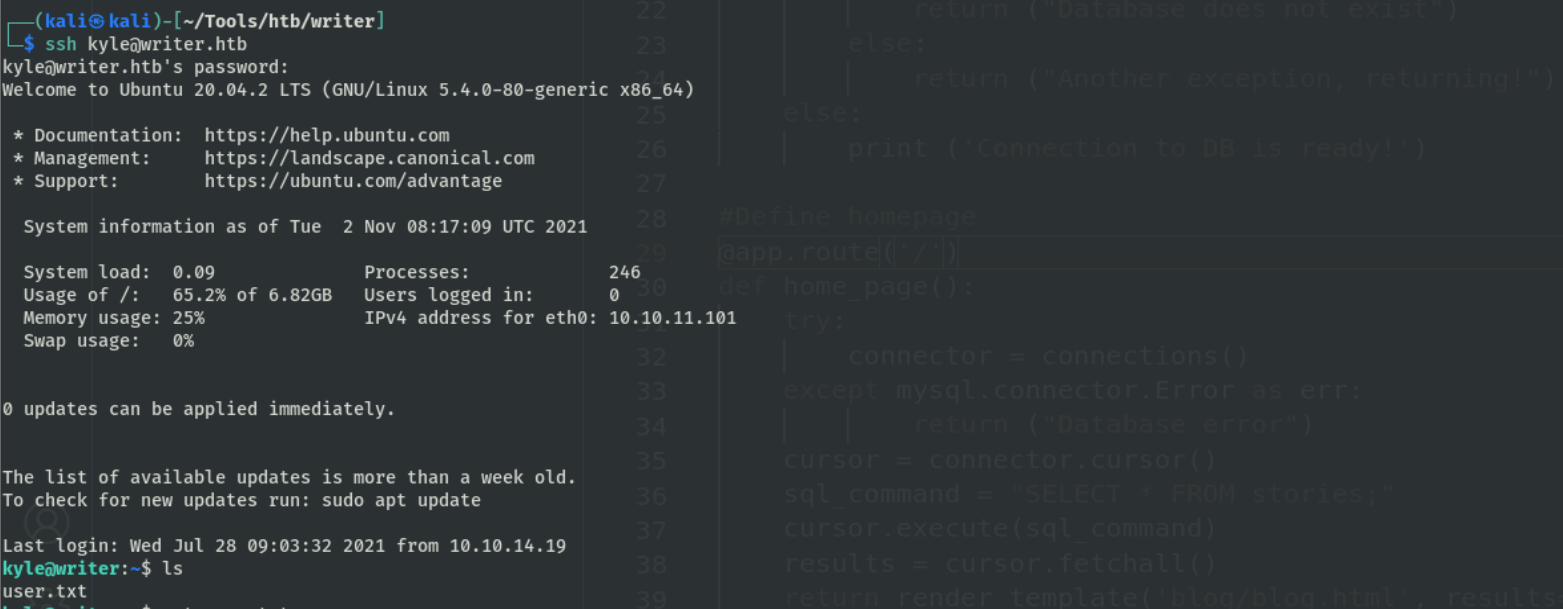 ┌──(kali㉿kali)-[~/Tools/htb/writer]
└─$ ssh kyle@writer.htb
kyle@writer.htb's password:
Welcome to Ubuntu 20.04.2 LTS (GNU/Linux 5.4.0-80-generic x86_64)
* Documentation:  https://help.ubuntu.com
* Management:     https://landscape.canonical.com
* Support:        https://ubuntu.com/advantage
System information as of Tue  2 Nov 08:17:09 UTC 2021
System load:  0.09              Processes:             246
Usage of /:   65.2% of 6.82GB   Users logged in:       0
Memory usage: 25%               IPv4 address for eth0: 10.10.11.101
Swap usage:   0%
0 updates can be applied immediately.
The list of available updates is more than a week old.
To check for new updates run: sudo apt update
Last login: Wed Jul 28 09:03:32 2021 from 10.10.14.19
kyle@writer:~$ ls
user.txt
22 return ("Database does not exist")
23 else:
24 return ("Another exception, returning!")
25 else:
26 print ('Connection to DB is ready!')
27
28 #Define homepage
29 @app.route('/')
30 def home_page():
31 try:
32 connector = connections()
33 except mysql.connector.Error as err:
34 return ("Database error")
35 cursor = connector.cursor()
36 sql_command = "SELECT * FROM stories;"
37 cursor.execute(sql_command)
38 results = cursor.fetchall()
39 return render_template('blog/blog.html', results